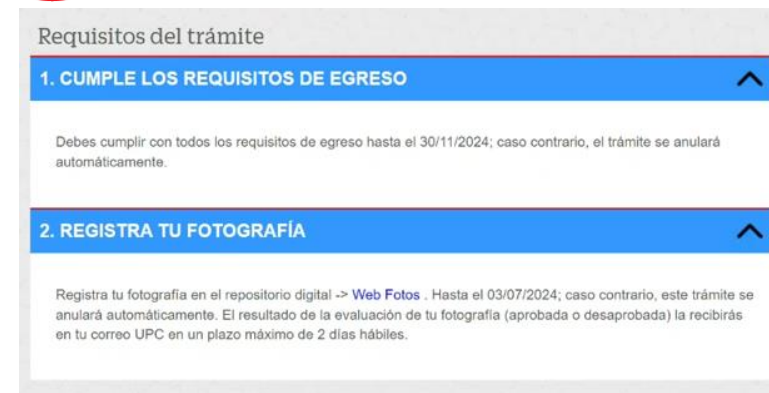 Requisitos del trámite
1. CUMPLE LOS REQUISITOS DE EGRESO
Debes cumplir con todos los requisitos de egreso hasta el 30/11/2024; caso contrario, el trámite se anulará
automáticamente.
2. REGISTRA TU FOTOGRAFÍA
Registra tu fotografía en el repositorio digital -> Web Fotos . Hasta el 03/07/2024; caso contrario, este trámite se
anulará automáticamente. El resultado de la evaluación de tu fotografía (aprobada o desaprobada) la recibirás
en tu correo UPC en un plazo máximo de 2 días hábiles.